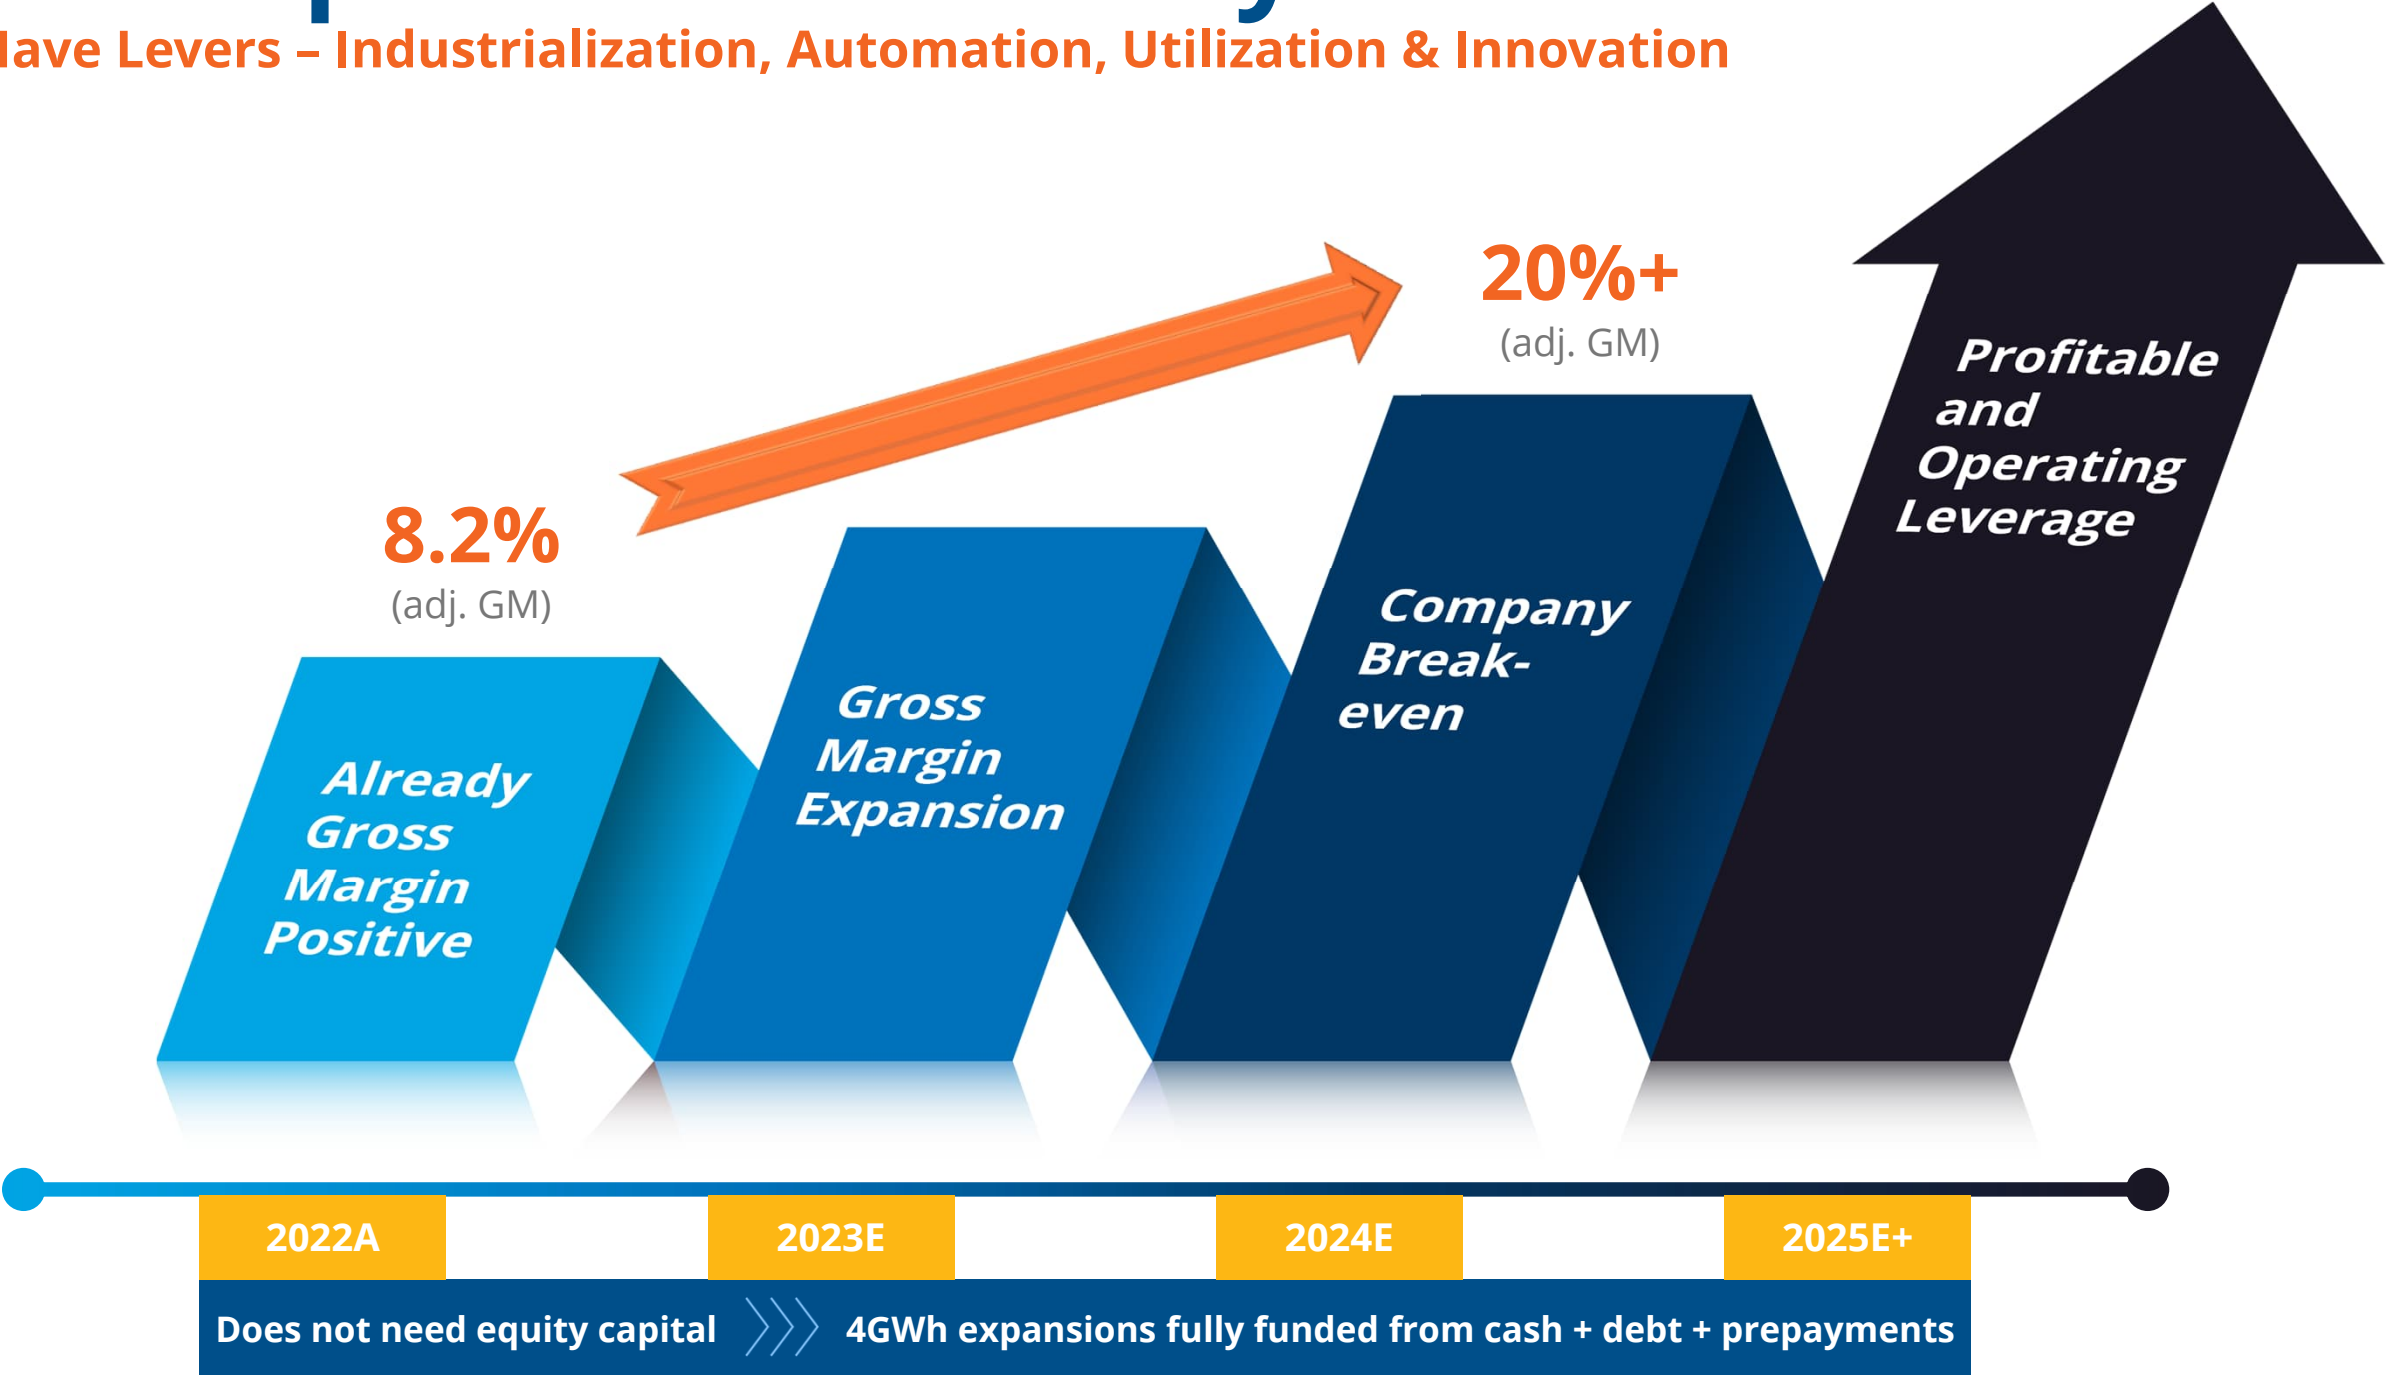 ave Levers – Industrialization, Automation, Utilization & Innovation
20%+
(adj. GM)
8.2%
(adj. GM)
Already
Gross
Margin
Positive
Gross
Margin
Expansion
Company
Break-
even
Profitable
and
Operating
Leverage
2022A
2023E
2024E
2025E+
Does not need equity capital
4GWh expansions fully funded from cash + debt + prepayments